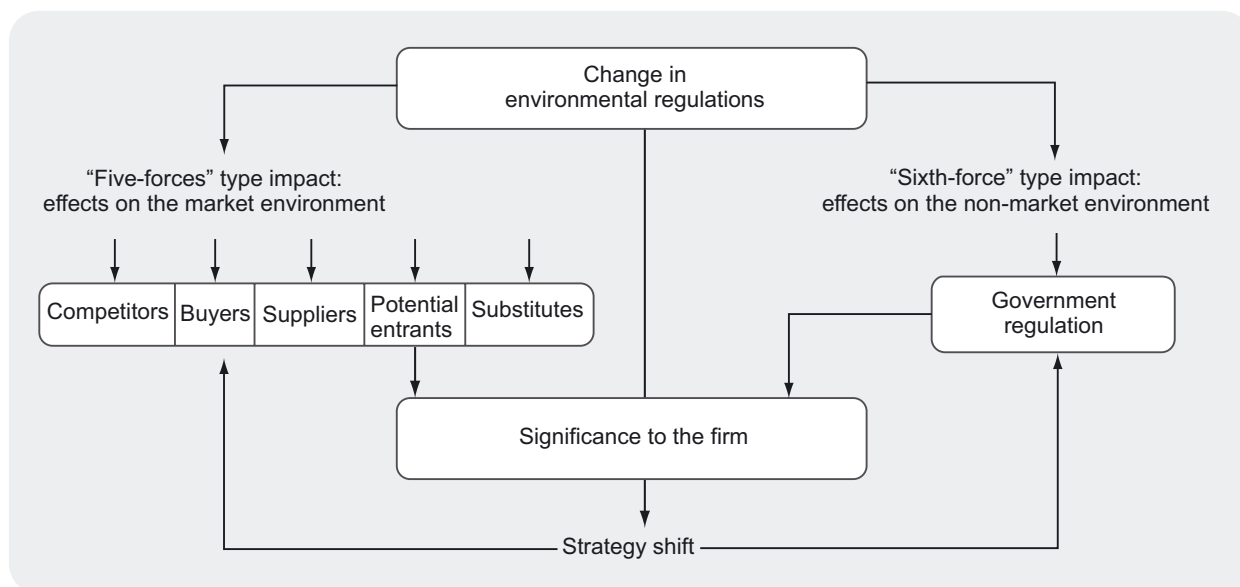 Change in
environmental regulations
“Five-forces” type impact:
effects on the market environment
“Sixth-force” type impact:
effects on the non-market environment
Competitors
Buyers
Suppliers
Potential
entrants
Substitutes
Government
regulation
Significance to the firm
Strategy shift